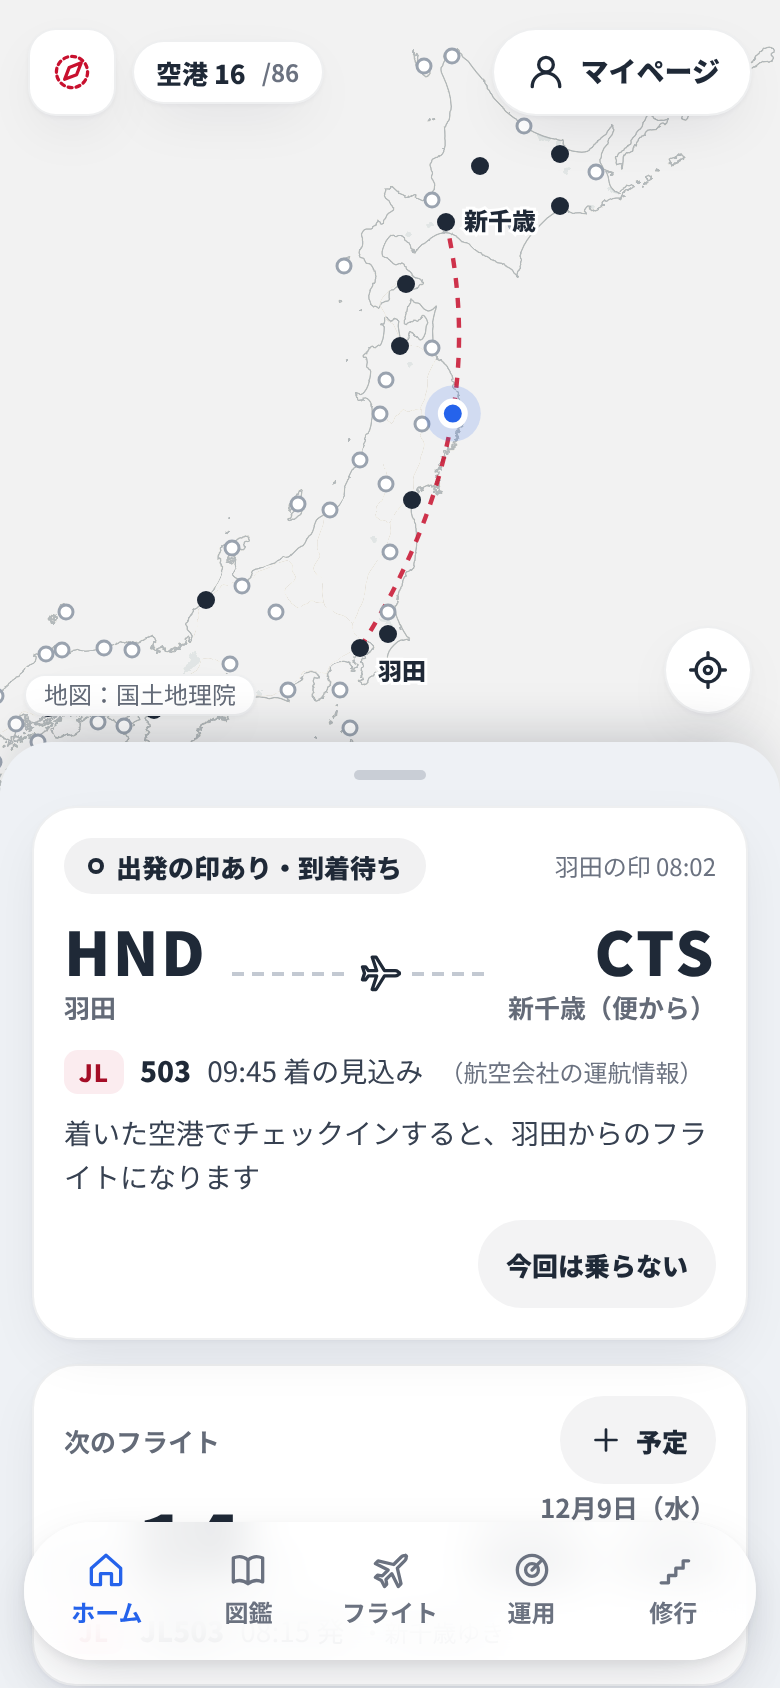 空港 16 /86
マイページ
新千歳
羽田
地図：国土地理院
出発の印あり・到着待ち
羽田の印 08:02
HND
CTS
羽田
新千歳（便から）
JL 503 09:45 着の見込み （航空会社の運航情報）
着いた空港でチェックインすると、羽田からのフラ
イトになります
今回は乗らない
次のフライト
予定
12月9日（水）
JL JL503 08:15 発
ホーム
図鑑
フライト
運用
修行